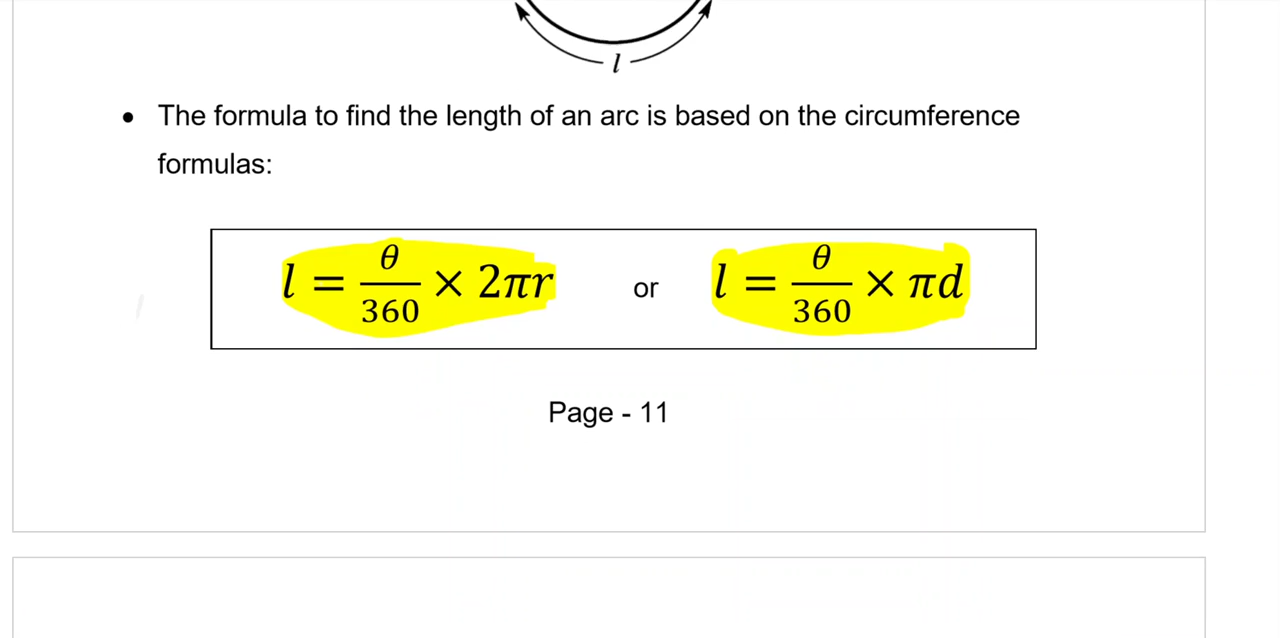 l
• The formula to find the length of an arc is based on the circumference
formulas:
l = θ/360 × 2πr or l = θ/360 × πd
Page - 11